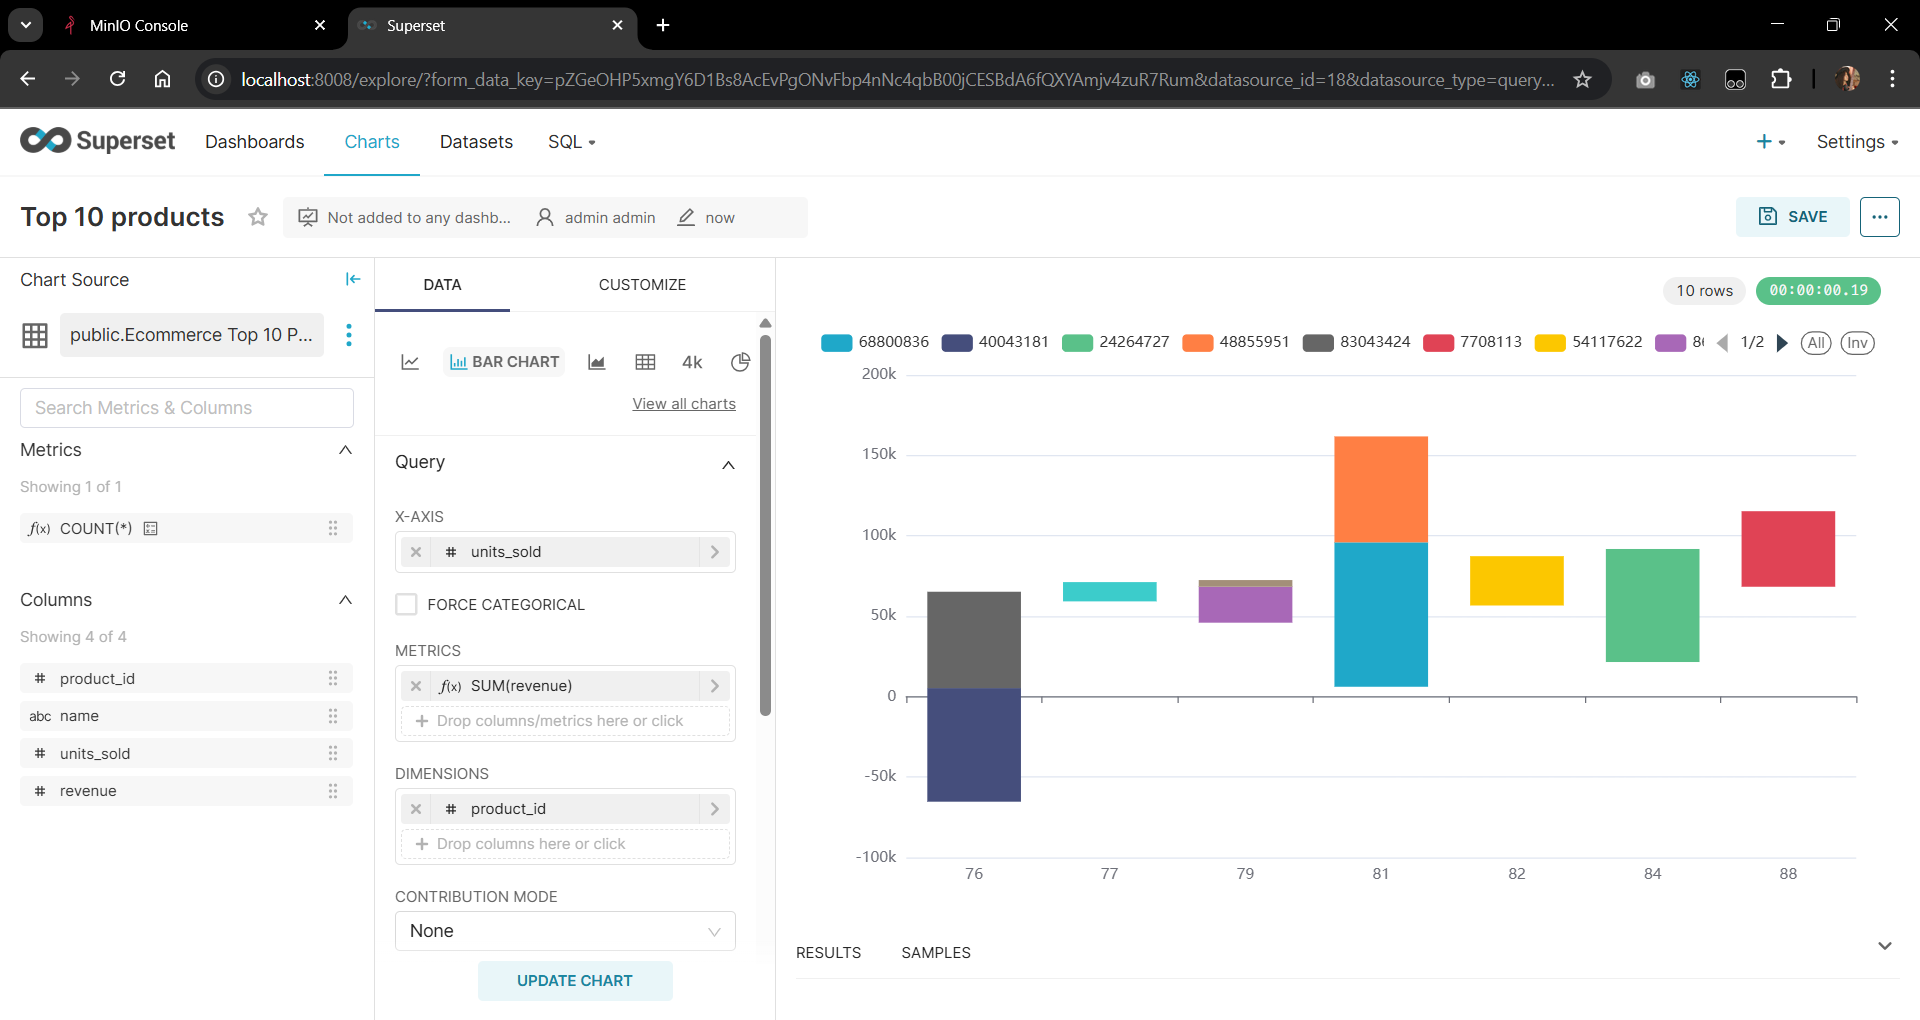 MinIO Console
Superset
localhost:8008/explore/?form_data_key=pZGeOHP5xmgY6D1Bs8AcEvPgONvFbp4nNc4qbB00jCESBdA6fQXYAmjv4zuR7Rum&datasource_id=18&datasource_type=query...
Superset
Dashboards
Charts
Datasets
SQL
Settings
Top 10 products
Not added to any dashb...
admin admin
now
SAVE
Chart Source
public.Ecommerce Top 10 P...
Search Metrics & Columns
Metrics
Showing 1 of 1
f(x) COUNT(*)
Columns
Showing 4 of 4
# product_id
abc name
# units_sold
# revenue
DATA
CUSTOMIZE
BAR CHART
4k
View all charts
Query
X-AXIS
# units_sold
FORCE CATEGORICAL
METRICS
f(x) SUM(revenue)
+ Drop columns/metrics here or click
DIMENSIONS
# product_id
+ Drop columns here or click
CONTRIBUTION MODE
None
UPDATE CHART
10 rows
00:00:00.19
68800836
40043181
24264727
48855951
83043424
7708113
54117622
1/2
All
Inv
200k
150k
100k
50k
0
-50k
-100k
76
77
79
81
82
84
88
RESULTS
SAMPLES